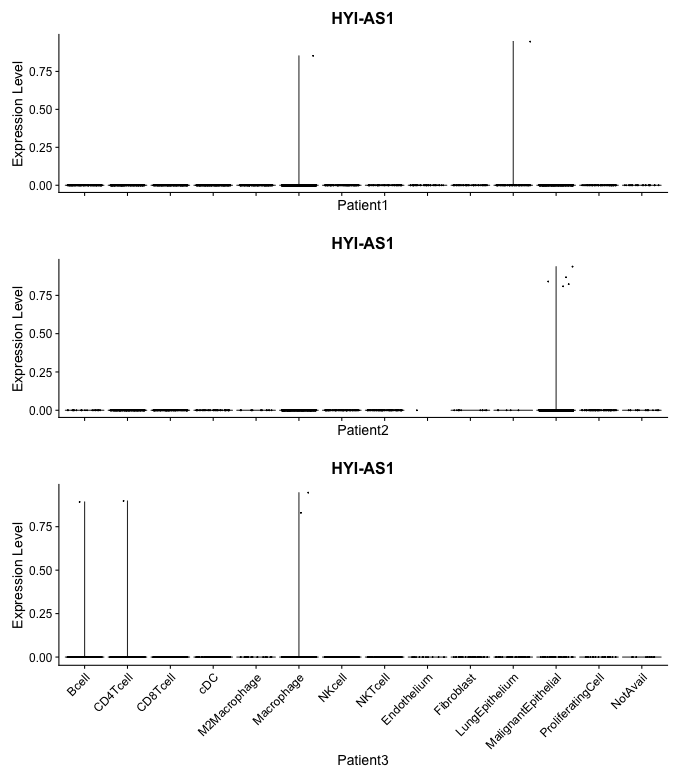 HYI-AS1
Expression Level
0.75
0.50
0.25
0.00
Patient1
HYI-AS1
Expression Level
0.75
0.50
0.25
0.00
Patient2
HYI-AS1
Expression Level
0.75
0.50
0.25
0.00
Bcell
CD4Tcell
CD8Tcell
cDC
M2Macrophage
Macrophage
NKcell
NKTcell
Endothelium
Fibroblast
LungEpithelium
MalignantEpithelial
ProliferatingCell
NotAvail
Patient3